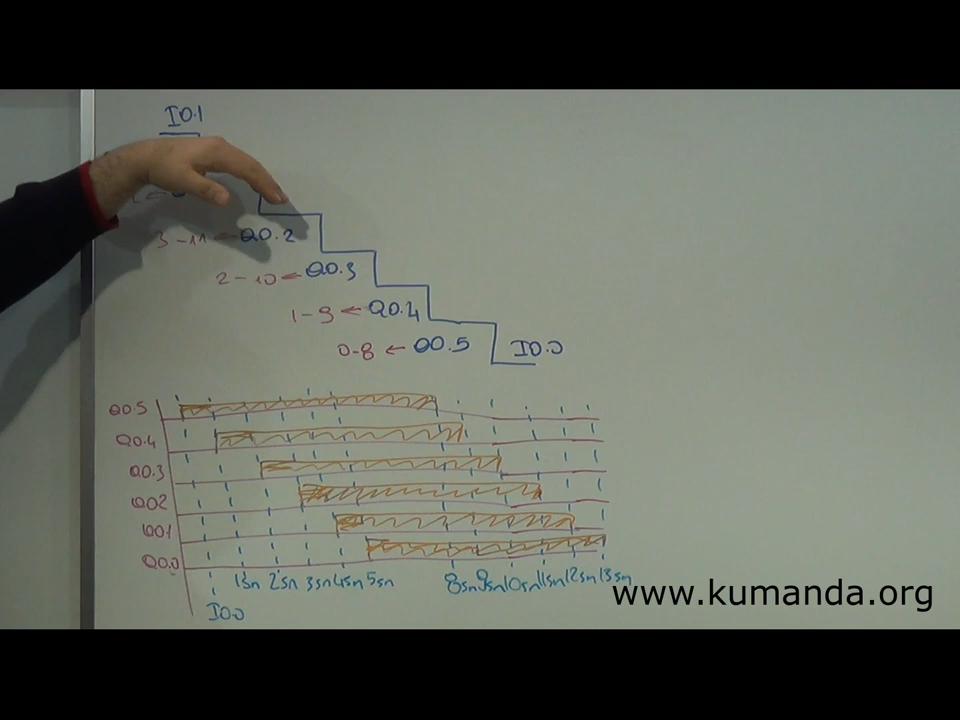 I0.1
3-11 ← Q0.2
2-10 ← Q0.3
1-9 ← Q0.4
0-8 ← Q0.5 I0.0
Q0.5
Q0.4
Q0.3
Q0.2
Q0.1
Q0.0
1sn 2sn 3sn 4sn 5sn 8sn 9sn 10sn 11sn 12sn 13sn
I0.0
www.kumanda.org